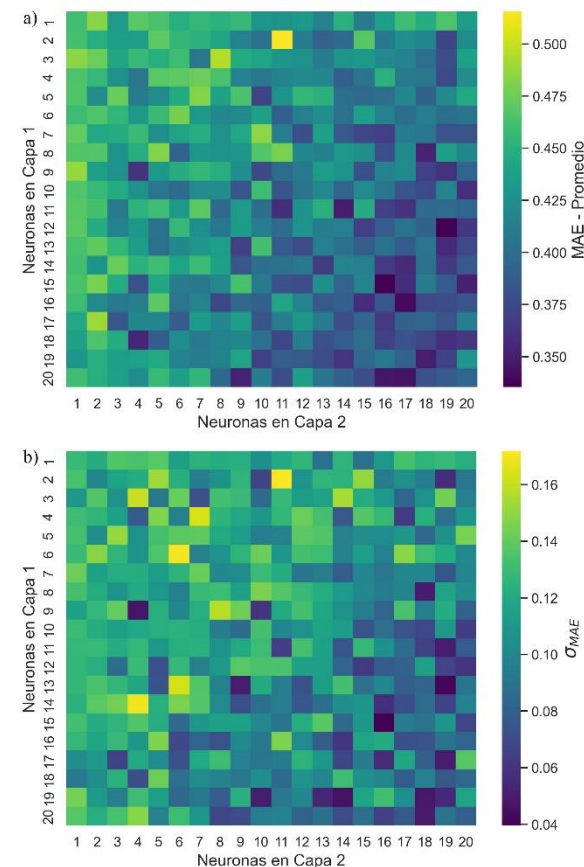 a)
Neuronas en Capa 1
1 2 3 4 5 6 7 8 9 10 11 12 13 14 15 16 17 18 19 20
1 2 3 4 5 6 7 8 9 10 11 12 13 14 15 16 17 18 19 20
Neuronas en Capa 2
0.500
0.475
0.450
0.425
0.400
0.375
0.350
MAE - Promedio
b)
Neuronas en Capa 1
1 2 3 4 5 6 7 8 9 10 11 12 13 14 15 16 17 18 19 20
1 2 3 4 5 6 7 8 9 10 11 12 13 14 15 16 17 18 19 20
Neuronas en Capa 2
0.16
0.14
0.12
0.10
0.08
0.06
0.04
σMAE